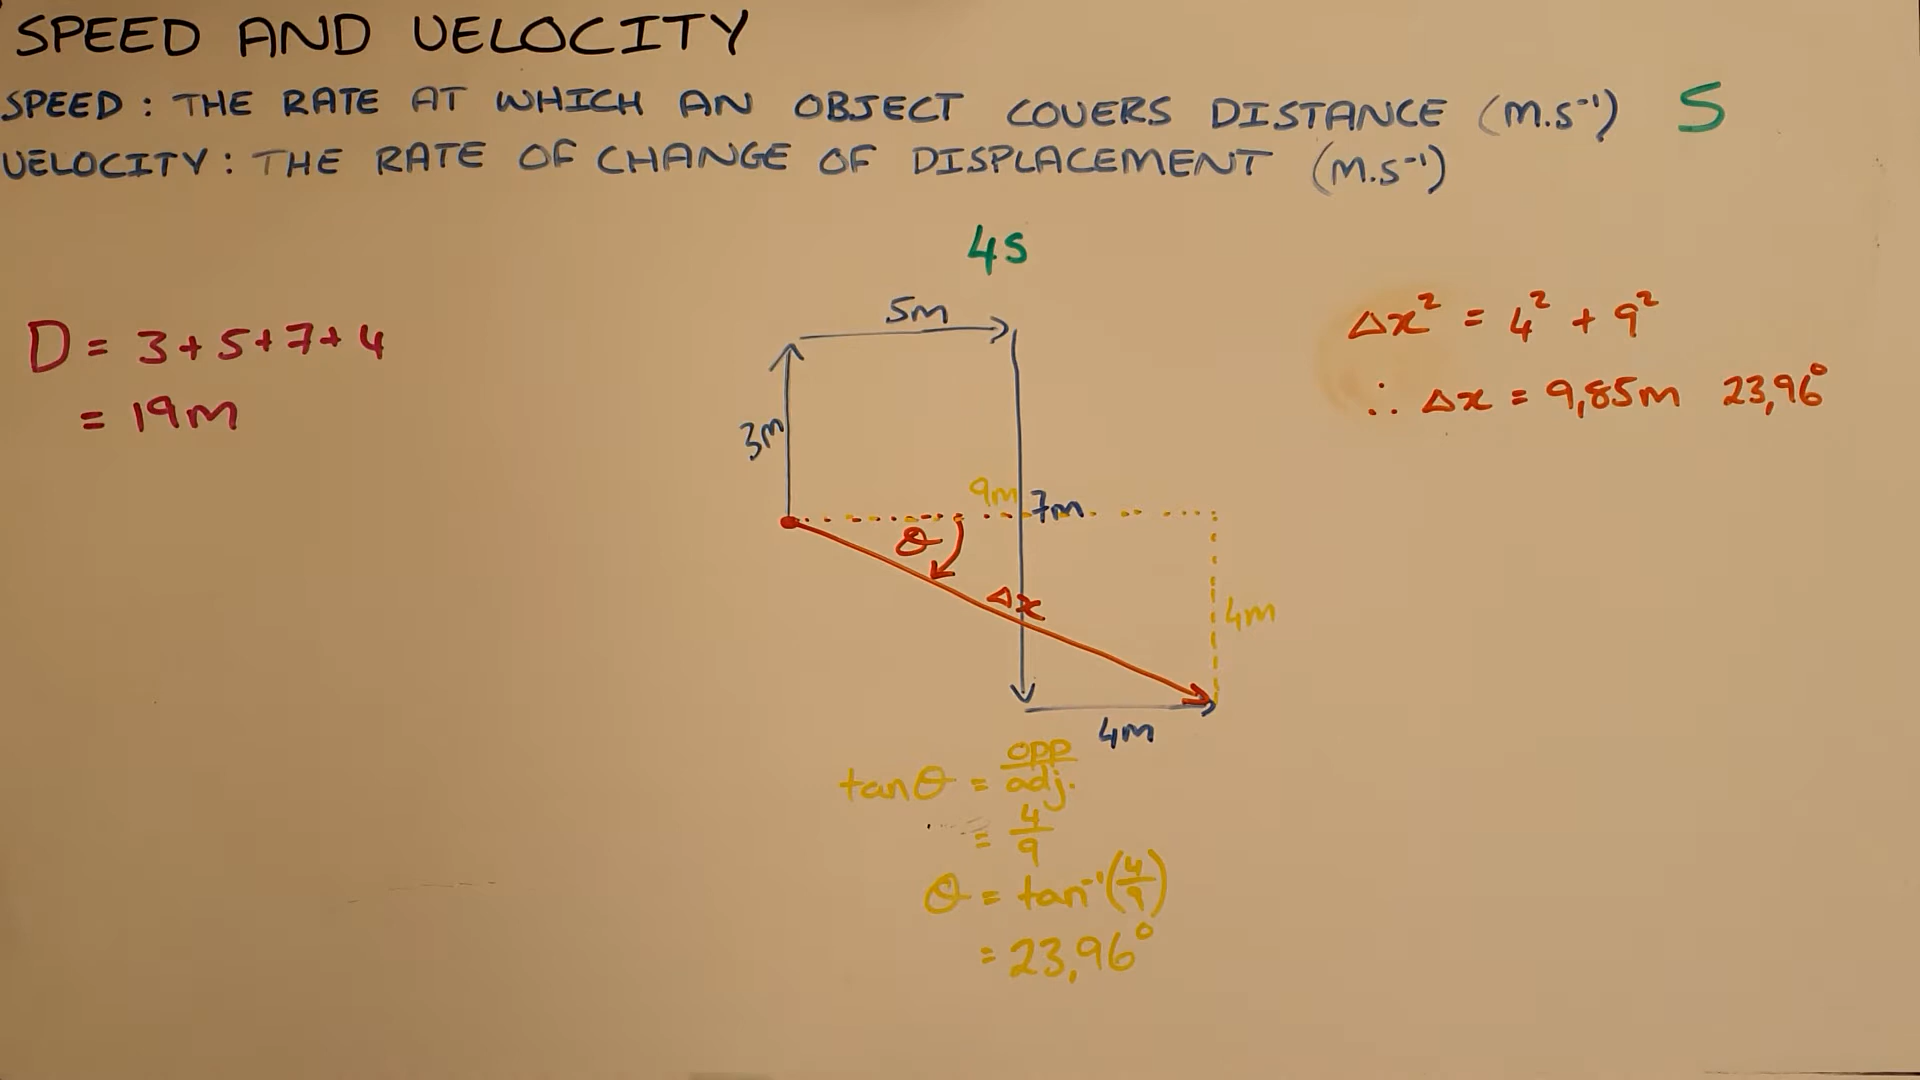 SPEED AND VELOCITY
SPEED : THE RATE AT WHICH AN OBJECT COVERS DISTANCE (m.s⁻¹) S
VELOCITY : THE RATE OF CHANGE OF DISPLACEMENT (m.s⁻¹)
4s
D = 3+5+7+4
= 19m
5m
3m
9m
7m
θ
Δx
4m
4m
tanθ = opp/adj.
= 4/9
θ = tan⁻¹(4/9)
= 23,96°
Δx² = 4² + 9²
∴ Δx = 9,85m 23,96°